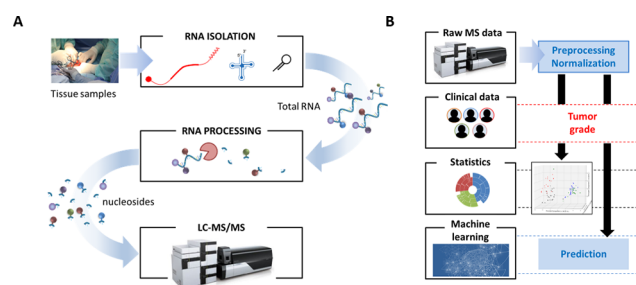 A
RNA ISOLATION
AAAAA
Tissue samples
Total RNA
RNA PROCESSING
nucleosides
LC-MS/MS
B
Raw MS data
Preprocessing
Normalization
Clinical data
Tumor
grade
Statistics
Machine
learning
Prediction